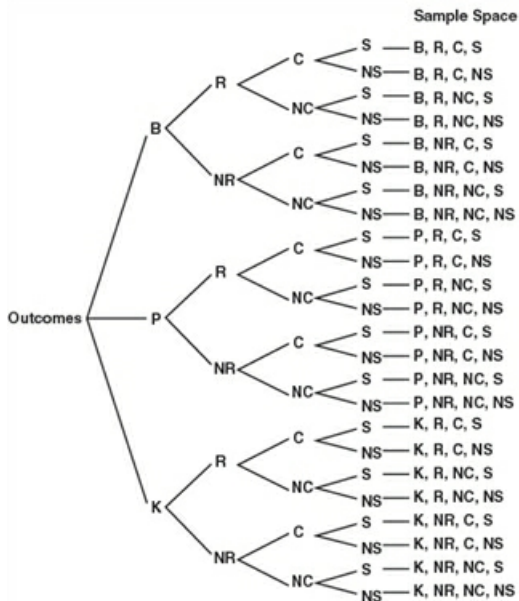 Sample Space
S B, R, C, S
C
NS B, R, C, NS
R
S B, R, NC, S
NC
NS B, R, NC, NS
B
S B, NR, C, S
C
NS B, NR, C, NS
NR
S B, NR, NC, S
NC
NS B, NR, NC, NS
S P, R, C, S
C
NS P, R, C, NS
R
S P, R, NC, S
NC
NS P, R, NC, NS
Outcomes P
S P, NR, C, S
C
NS P, NR, C, NS
NR
S P, NR, NC, S
NC
NS P, NR, NC, NS
S K, R, C, S
C
NS K, R, C, NS
R
S K, R, NC, S
NC
NS K, R, NC, NS
K
S K, NR, C, S
C
NS K, NR, C, NS
NR
S K, NR, NC, S
NC
NS K, NR, NC, NS